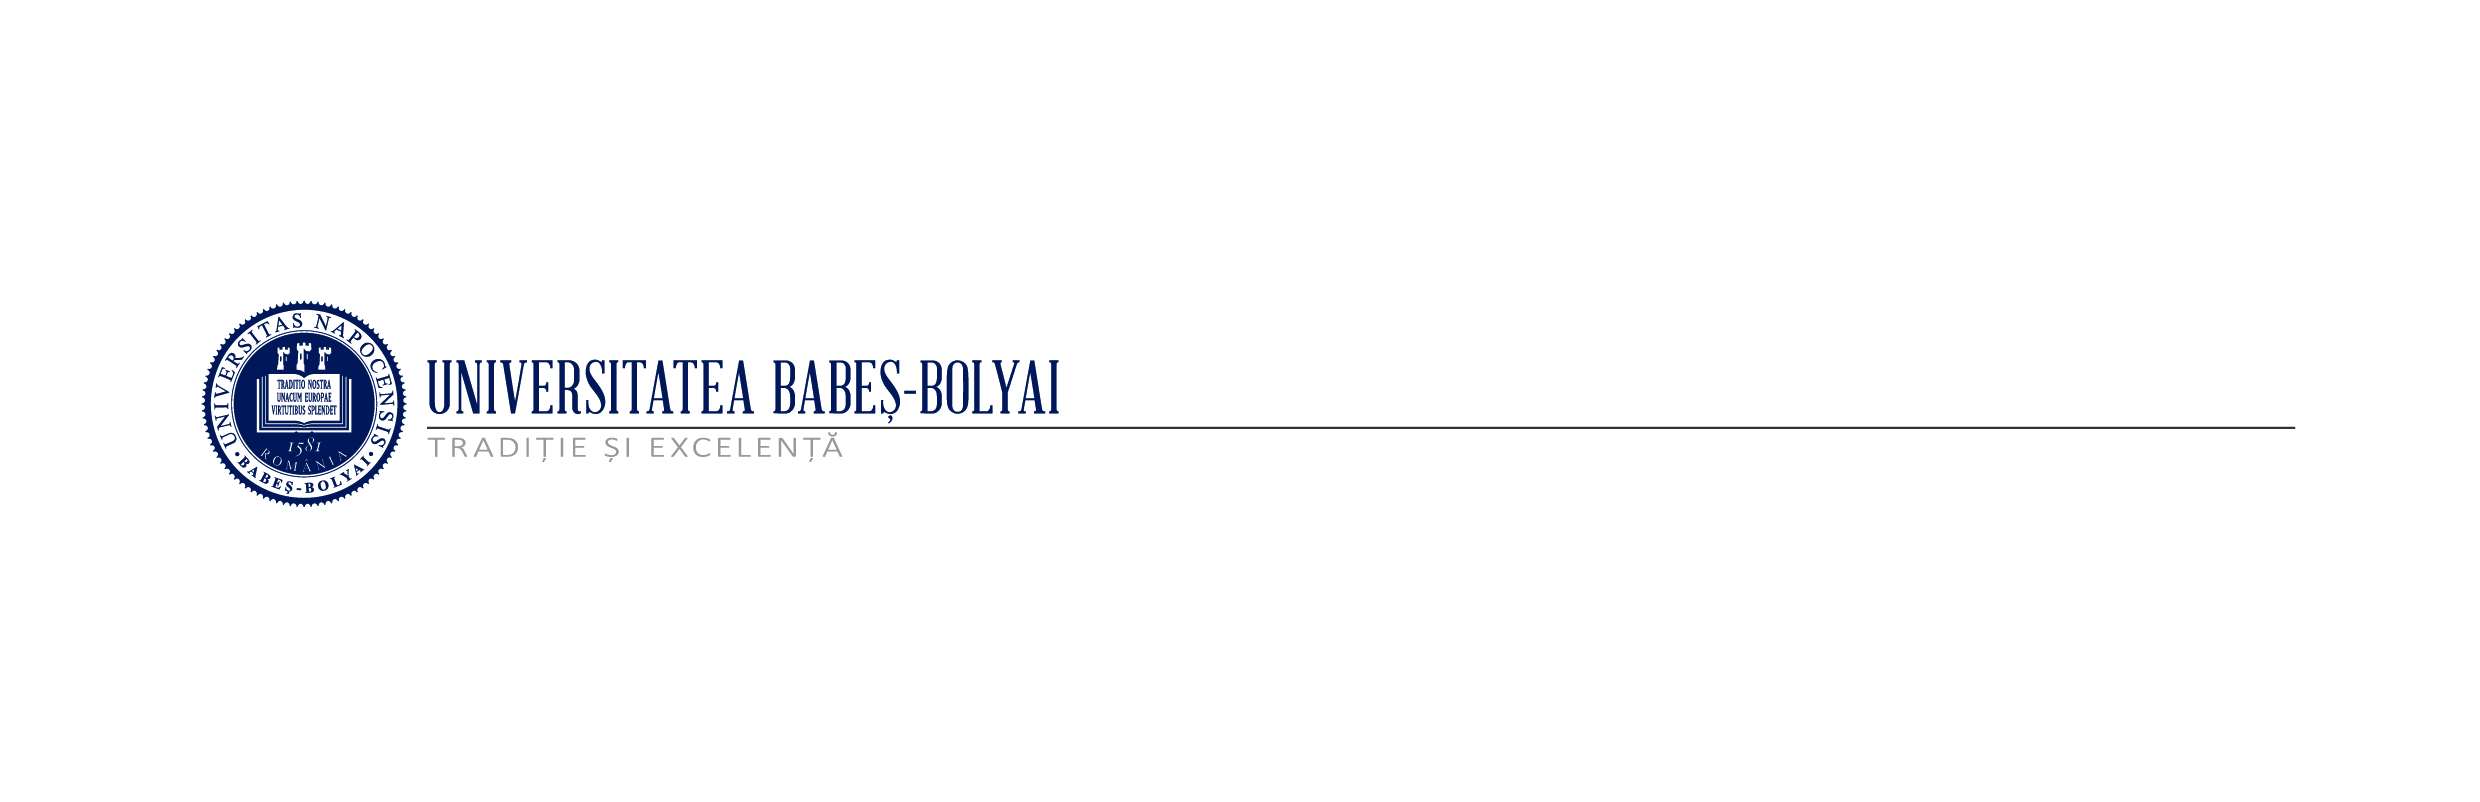 UNIVERSITAS NAPOCENSIS
TRADITIO NOSTRA
UNACUM EUROPAE
VIRTUTIBUS SPLENDET
1581
ROMÂNIA
• BABEȘ-BOLYAI •
UNIVERSITATEA BABEȘ-BOLYAI
TRADIȚIE ȘI EXCELENȚĂ